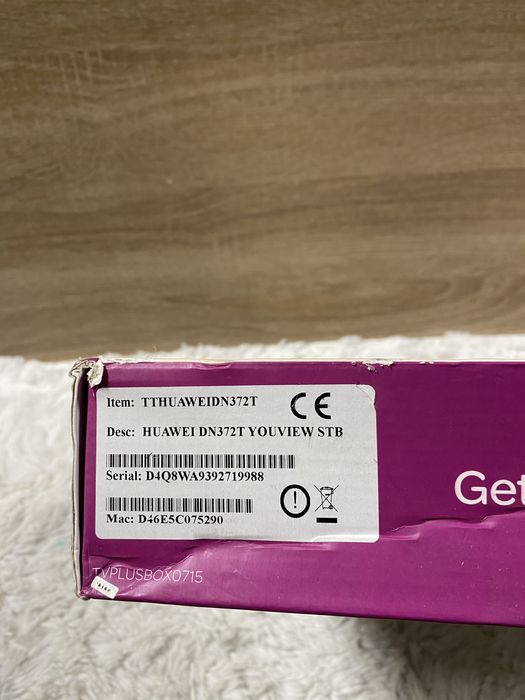 Item: TTHUAWEIDN372T
CE
Desc: HUAWEI DN372T YOUVIEW STB
Serial: D4Q8WA9392719988
Mac: D46E5C075290
Get
TVPLUSBOX0715